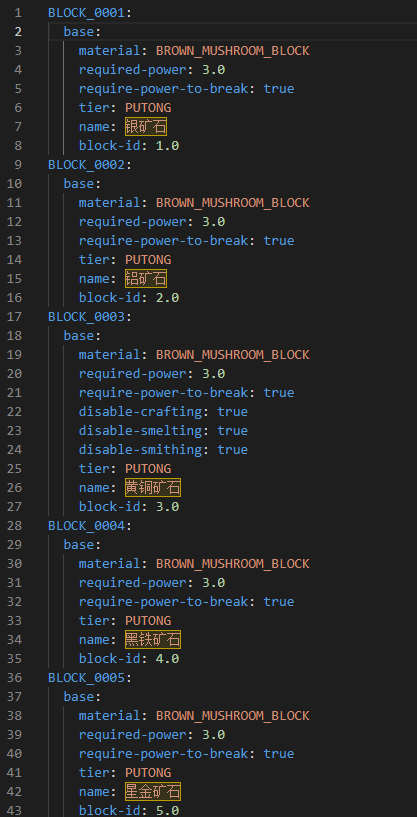 1 BLOCK_0001:
2 base:
3 material: BROWN_MUSHROOM_BLOCK
4 required-power: 3.0
5 require-power-to-break: true
6 tier: PUTONG
7 name: 银矿石
8 block-id: 1.0
9 BLOCK_0002:
10 base:
11 material: BROWN_MUSHROOM_BLOCK
12 required-power: 3.0
13 require-power-to-break: true
14 tier: PUTONG
15 name: 铝矿石
16 block-id: 2.0
17 BLOCK_0003:
18 base:
19 material: BROWN_MUSHROOM_BLOCK
20 required-power: 3.0
21 require-power-to-break: true
22 disable-crafting: true
23 disable-smelting: true
24 disable-smithing: true
25 tier: PUTONG
26 name: 黄铜矿石
27 block-id: 3.0
28 BLOCK_0004:
29 base:
30 material: BROWN_MUSHROOM_BLOCK
31 required-power: 3.0
32 require-power-to-break: true
33 tier: PUTONG
34 name: 黑铁矿石
35 block-id: 4.0
36 BLOCK_0005:
37 base:
38 material: BROWN_MUSHROOM_BLOCK
39 required-power: 3.0
40 require-power-to-break: true
41 tier: PUTONG
42 name: 星金矿石
43 block-id: 5.0